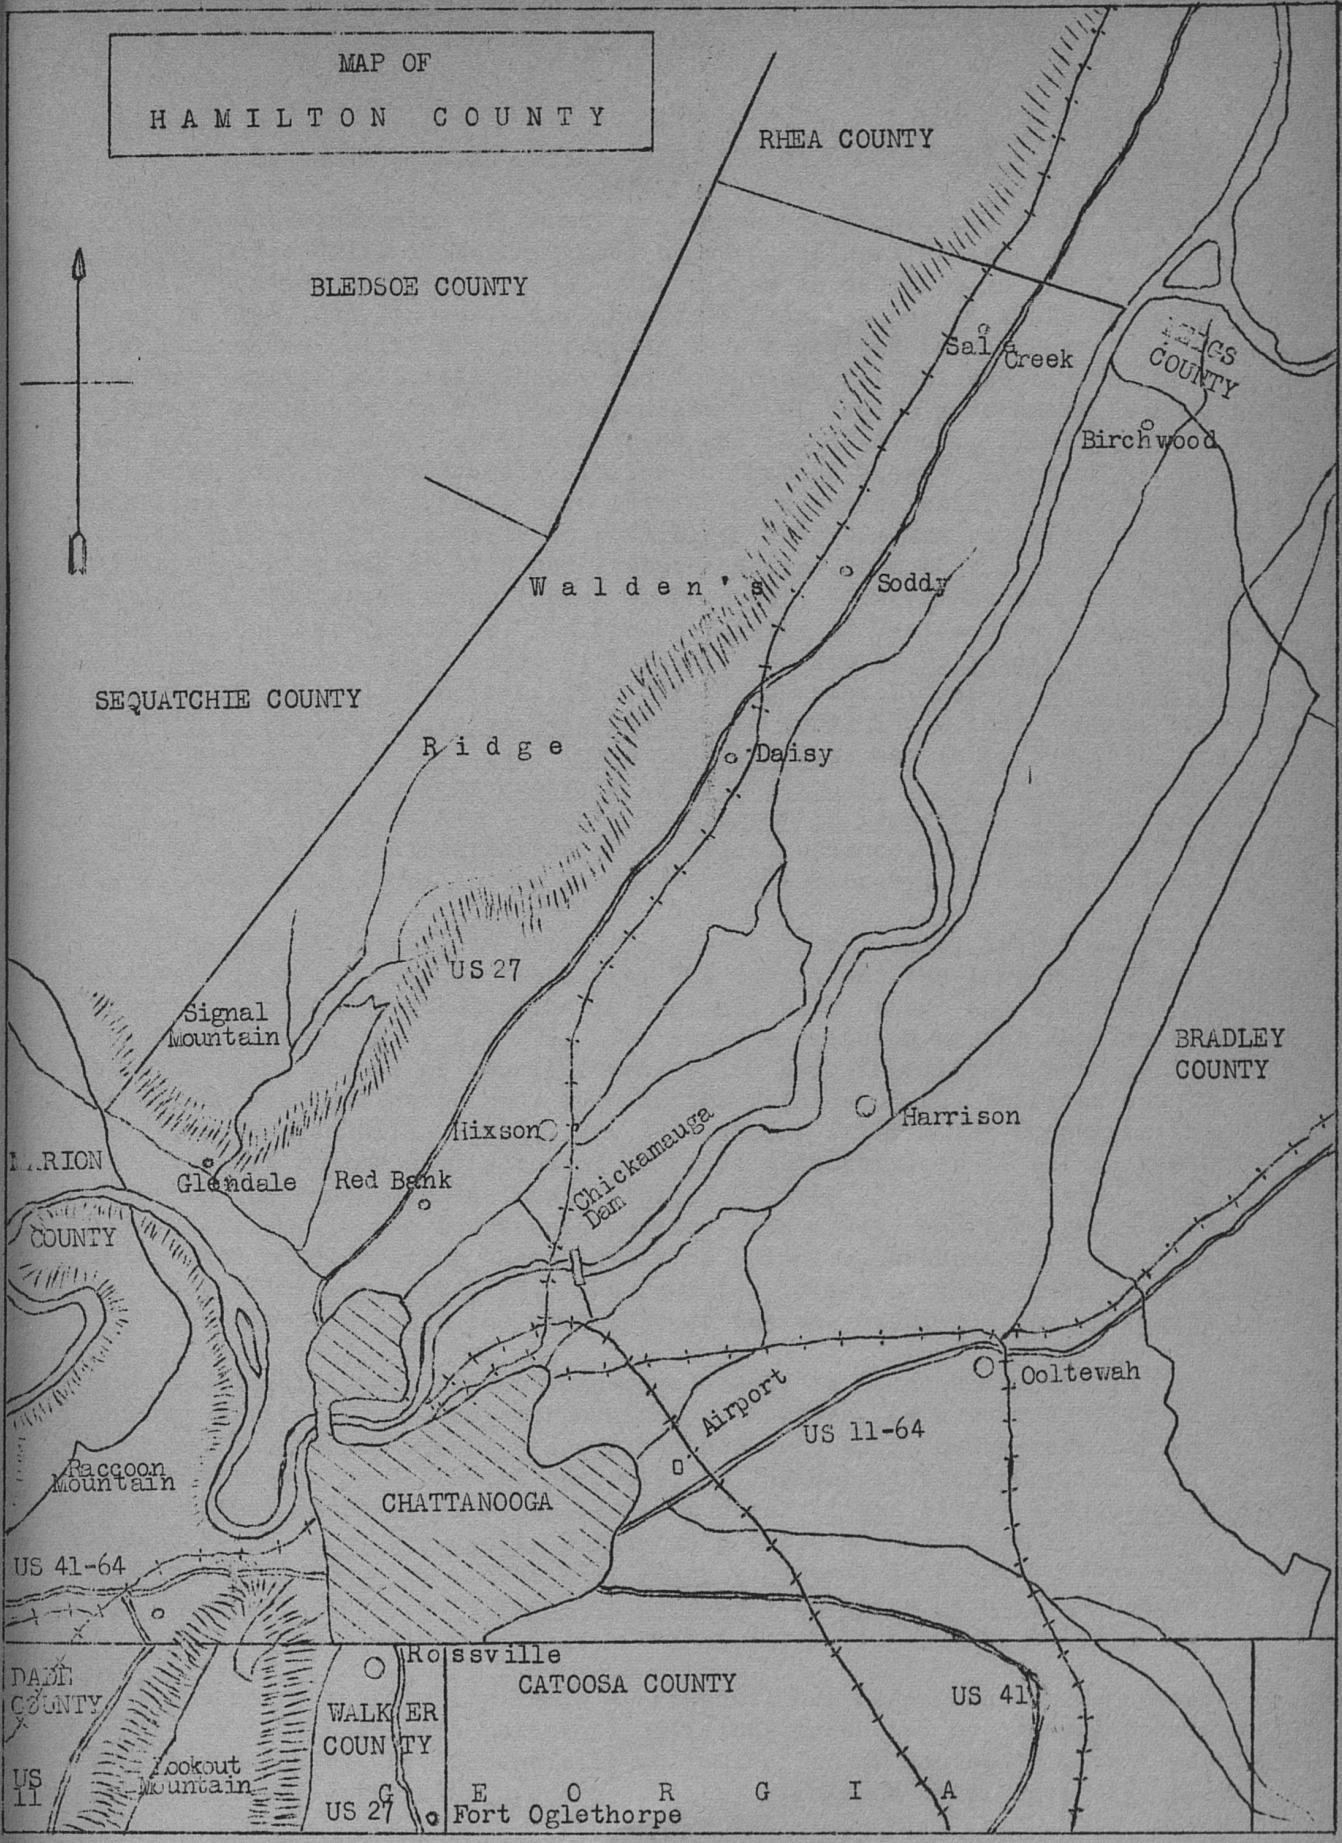 MAP OF
HAMILTON COUNTY
RHEA COUNTY
BLEDSOE COUNTY
Sale
Creek
COUNTY
Birchwood
Walden's
Soddy
SEQUATCHIE COUNTY
Ridge
Daisy
US 27
Signal
Mountain
BRADLEY
COUNTY
Harrison
Hixson
Chickamauga
Dam
Glendale
Red Bank
COUNTY
Ooltewah
Airport
US 11-64
Raccoon
Mountain
CHATTANOOGA
US 41-64
Rossville
CATOOSA COUNTY
DADE
COUNTY
US 41
WALKER
COUNTY
Lookout
Mountain
US
11
GEORGIA
US 27
Fort Oglethorpe